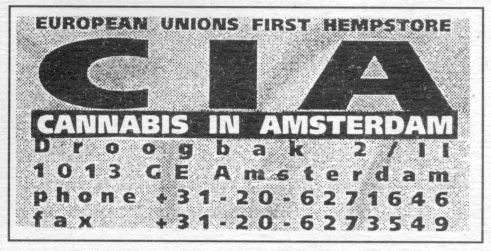 EUROPEAN UNIONS FIRST HEMPSTORE
CIA
CANNABIS IN AMSTERDAM
Droogbak 2/II
1013 GE Amsterdam
phone +31-20-6271646
fax +31-20-6273549